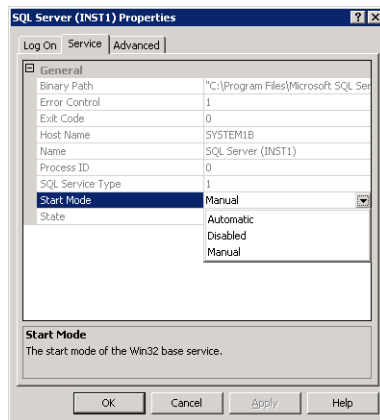 SQL Server (INST1) Properties
Log On Service Advanced
General
Binary Path "C:\Program Files\Microsoft SQL Ser
Error Control 1
Exit Code 0
Host Name SYSTEM1B
Name SQL Server (INST1)
Process ID 0
SQL Service Type 1
Start Mode Manual
State
Automatic
Disabled
Manual
Start Mode
The start mode of the Win32 base service.
OK Cancel Apply Help